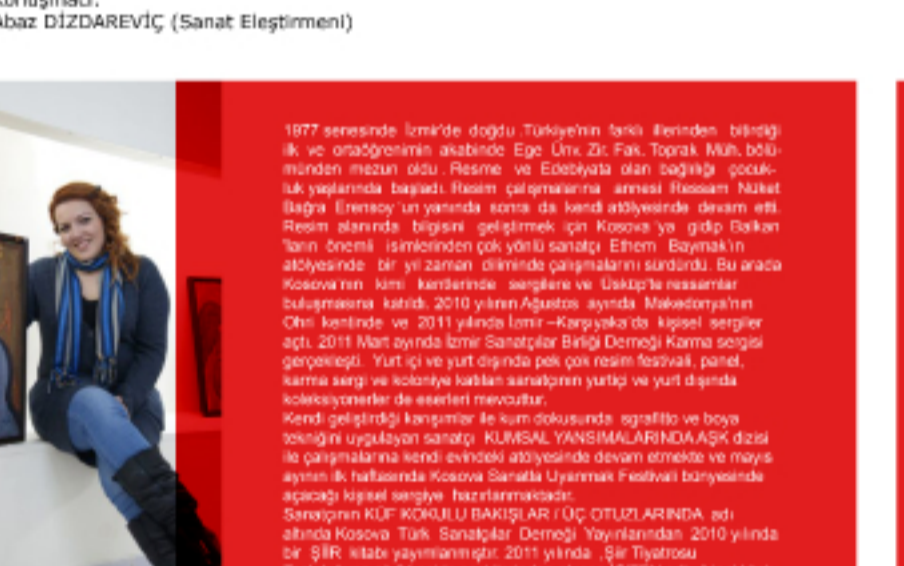 Abaz DİZDAREVİÇ (Sanat Eleştirmeni)
1977 senesinde İzmir'de doğdu .Türkiye'nin farklı illerinden bitirdiği
ilk ve ortaöğrenimin akabinde Ege Ünv. Zir. Fak. Toprak Müh. bölü-
münden mezun oldu . Resme ve Edebiyata olan bağlılığı çocuk-
luk yaşlarında başladı. Resim çalışmalarına annesi Ressam Nüket
Bağra Erensoy 'un yanında sonra da kendi atölyesinde devam etti.
Resim alanında bilgisini geliştirmek için Kosova 'ya gidip Balkan
'ların önemli isimlerinden çok yönlü sanatçı Ethem Baymak'ın
atölyesinde bir yıl zaman diliminde çalışmalarını sürdürdü. Bu arada
Kosova'nın kimi kentlerinde sergilere ve Üsküp'te ressamlar
buluşmasına katıldı. 2010 yılının Ağustos ayında Makedonya'nın
Ohri kentinde ve 2011 yılında İzmir –Karşıyaka'da kişisel sergiler
açtı. 2011 Mart ayında İzmir Sanatçılar Birliği Derneği Karma sergisi
gerçekleşti. Yurt içi ve yurt dışında pek çok resim festivali, panel,
karma sergi ve koloniye katılan sanatçının yurtiçi ve yurt dışında
koleksiyonerler de eserleri mevcuttur.
Kendi geliştirdiği karışımlar ile kum dokusunda sgrafitto ve boya
tekniğini uygulayan sanatçı KUMSAL YANSIMALARINDA AŞK dizisi
ile çalışmalarına kendi evindeki atölyesinde devam etmekte ve mayıs
ayının ilk haftasında Kosova Sanatta Uyanmak Festivali bünyesinde
açacağı kişisel sergiye hazırlanmaktadır.
Sanatçının KÜF KOKULU BAKIŞLAR / ÜÇ OTUZLARINDA adı
altında Kosova Türk Sanatçılar Derneği Yayınlarından 2010 yılında
bir ŞİİR kitabı yayımlanmıştır. 2011 yılında ,Şiir Tiyatrosu